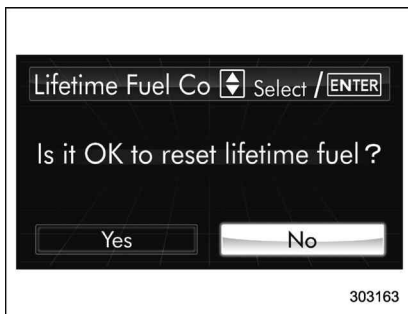 Lifetime Fuel Co Select / ENTER
Is it OK to reset lifetime fuel?
Yes No
303163